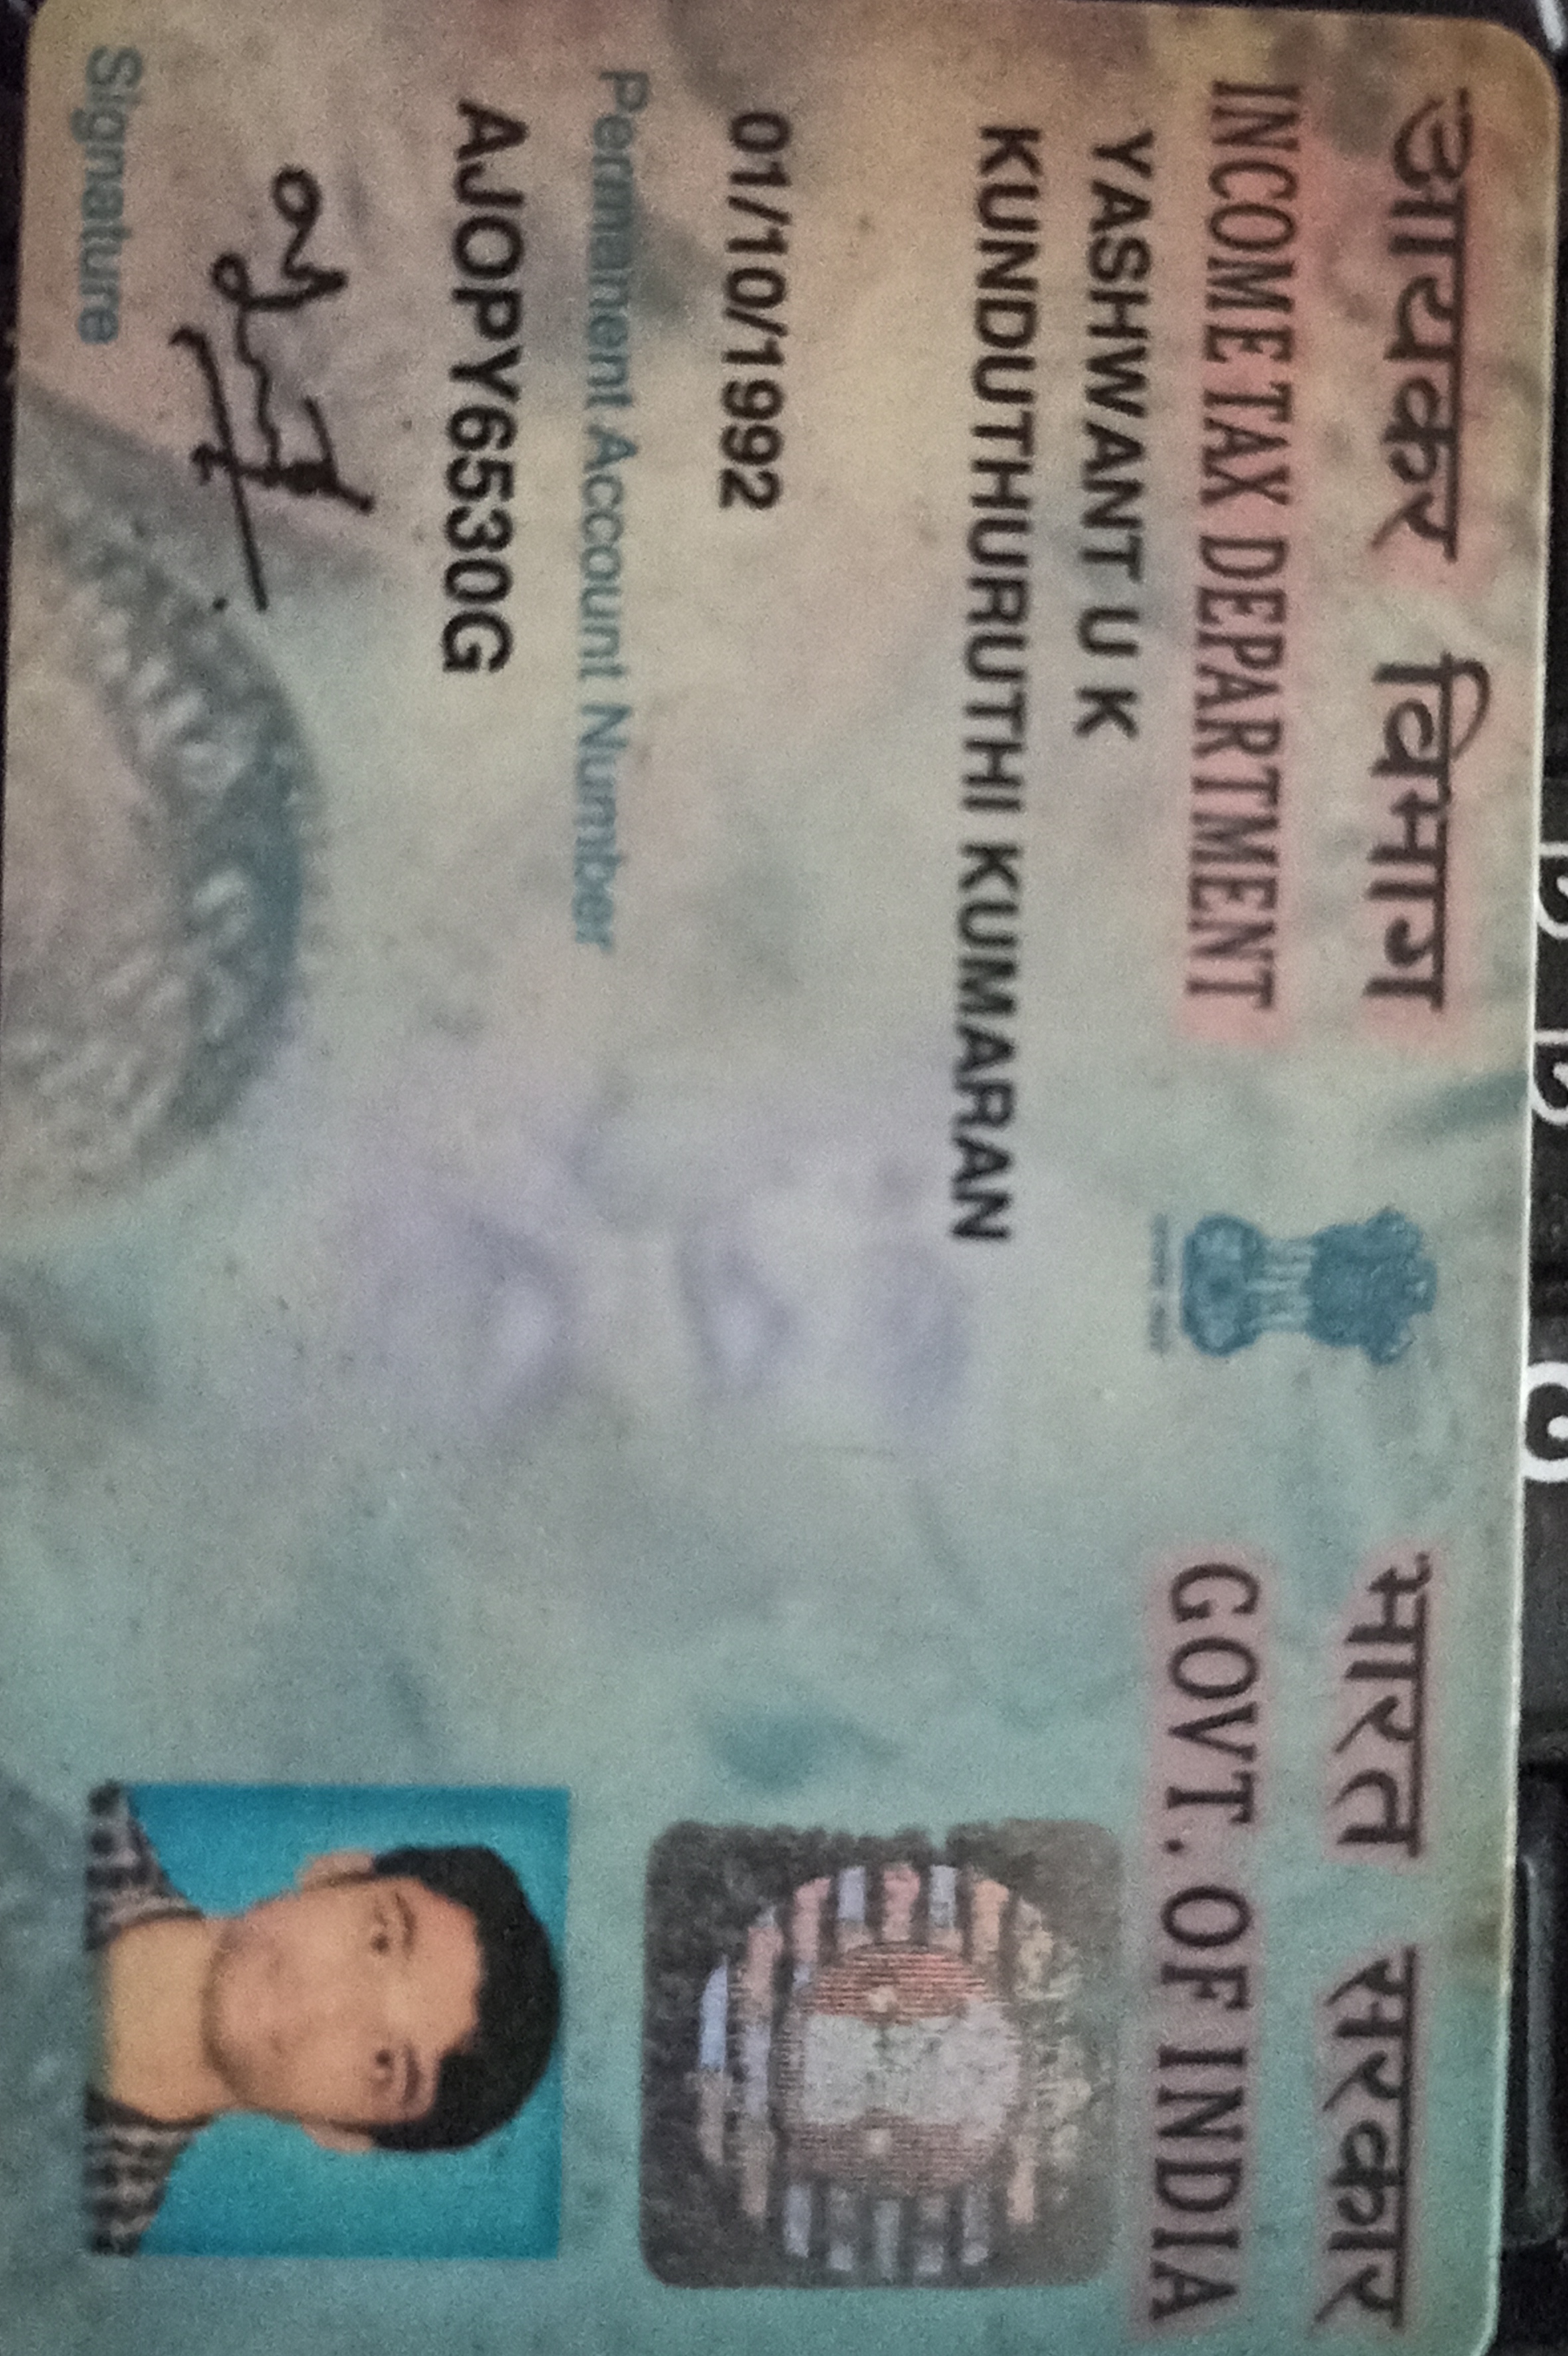 आयकर विभाग
INCOME TAX DEPARTMENT
भारत सरकार
GOVT. OF INDIA
YASHWANT U K
KUNDUTHURUTHI KUMARAN
01/10/1992
Permanent Account Number
AJOPY6530G
Signature